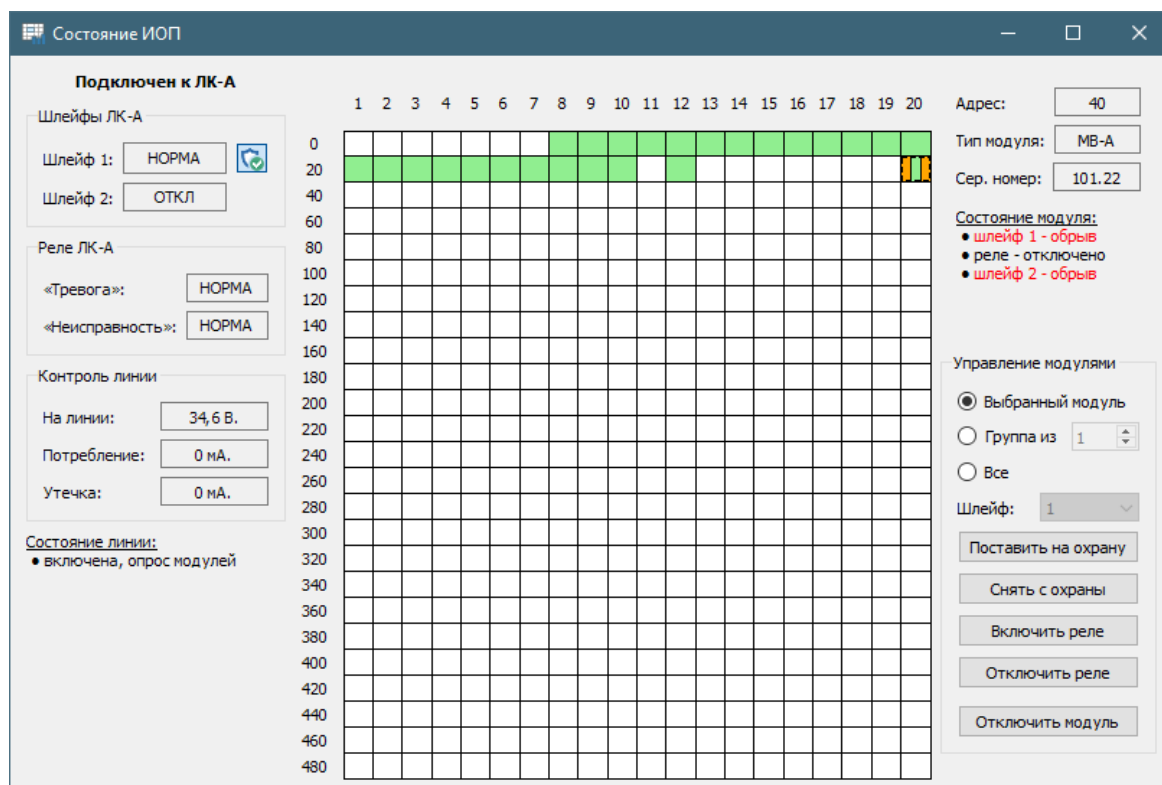 Состояние ИОП
Подключен к ЛК-А
Шлейфы ЛК-А
Шлейф 1: НОРМА
Шлейф 2: ОТКЛ
Реле ЛК-А
«Тревога»: НОРМА
«Неисправность»: НОРМА
Контроль линии
На линии: 34,6 В.
Потребление: 0 мА.
Утечка: 0 мА.
Состояние линии:
● включена, опрос модулей
1 2 3 4 5 6 7 8 9 10 11 12 13 14 15 16 17 18 19 20
0
20
40
60
80
100
120
140
160
180
200
220
240
260
280
300
320
340
360
380
400
420
440
460
480
Адрес: 40
Тип модуля: МВ-А
Сер. номер: 101.22
Состояние модуля:
● шлейф 1 - обрыв
● реле - отключено
● шлейф 2 - обрыв
Управление модулями
Выбранный модуль
Группа из 1
Все
Шлейф: 1
Поставить на охрану
Снять с охраны
Включить реле
Отключить реле
Отключить модуль